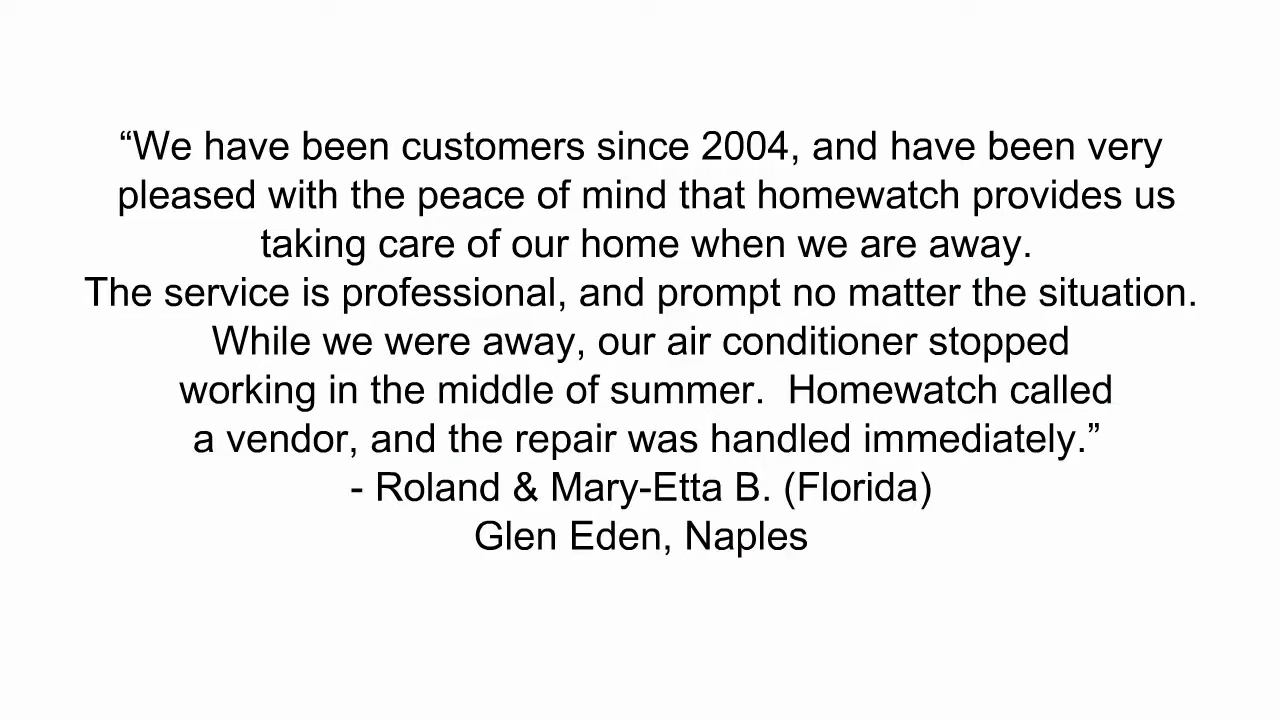 “We have been customers since 2004, and have been very
pleased with the peace of mind that homewatch provides us
taking care of our home when we are away.
The service is professional, and prompt no matter the situation.
While we were away, our air conditioner stopped
working in the middle of summer.  Homewatch called
a vendor, and the repair was handled immediately.”
- Roland & Mary-Etta B. (Florida)
Glen Eden, Naples